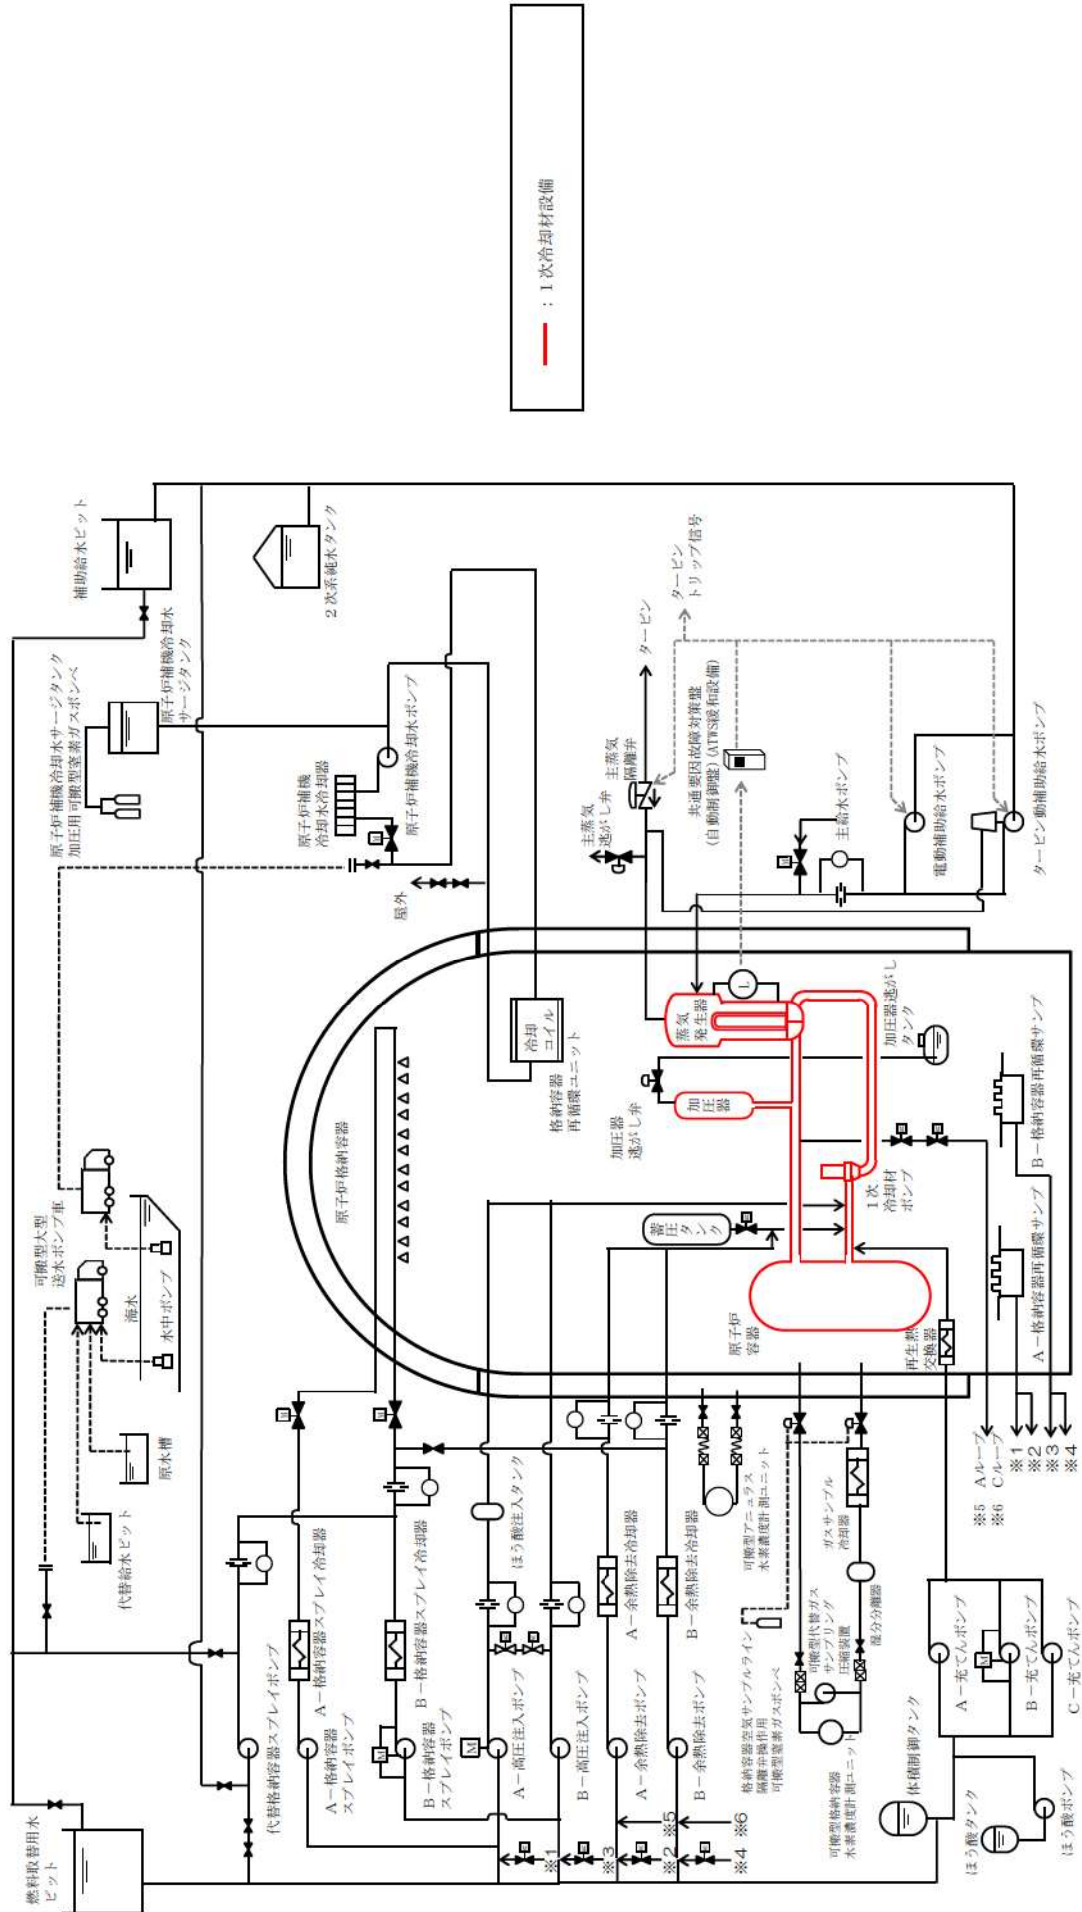 ― : 1次冷却材設備
補助給水ピット
2次系純水タンク
原子炉補機冷却水サージタンク
加圧用可搬型窒素ガスボンベ
原子炉補機冷却水
サージタンク
原子炉補機
冷却水冷却器
原子炉補機冷却水ポンプ
屋外
タービン
タービン
トリップ信号
主蒸気
逃がし弁
主蒸気
隔離弁
共通要因故障対策盤
(自動制御盤)(ATWS緩和設備)
主給水ポンプ
電動補助給水ポンプ
タービン動補助給水ポンプ
可搬型大型
送水ポンプ車
海水
水中ポンプ
原水槽
代替給水ピット
原子炉格納容器
冷却
コイル
格納容器
再循環ユニット
蒸気
発生器
L
加圧器
加圧器
逃がし弁
加圧器逃がし
タンク
蓄圧
タンク
1次
冷却材
ポンプ
原子炉
容器
再生熱
交換器
A-格納容器再循環サンプ
B-格納容器再循環サンプ
※5 Aループ
※6 Cループ
※1
※2
※3
※4
燃料取替用水
ピット
代替格納容器スプレイポンプ
A-格納容器スプレイ冷却器
A-格納容器
スプレイポンプ
B-格納容器スプレイ冷却器
B-格納容器
スプレイポンプ
M
M
ほう酸注入タンク
A-高圧注入ポンプ
B-高圧注入ポンプ
A-余熱除去冷却器
A-余熱除去ポンプ
B-余熱除去冷却器
B-余熱除去ポンプ
※1
※3
※2
※5
※4
※6
可搬型アニュラス
水素濃度計測ユニット
格納容器空気サンプルライン
隔離弁操作用
可搬型窒素ガスボンベ
可搬型代替ガス
サンプリング
圧縮装置
ガスサンプル
冷却器
湿分分離器
可搬型格納容器
水素濃度計測ユニット
A-充てんポンプ
M
B-充てんポンプ
C-充てんポンプ
体積制御タンク
ほう酸タンク
ほう酸ポンプ